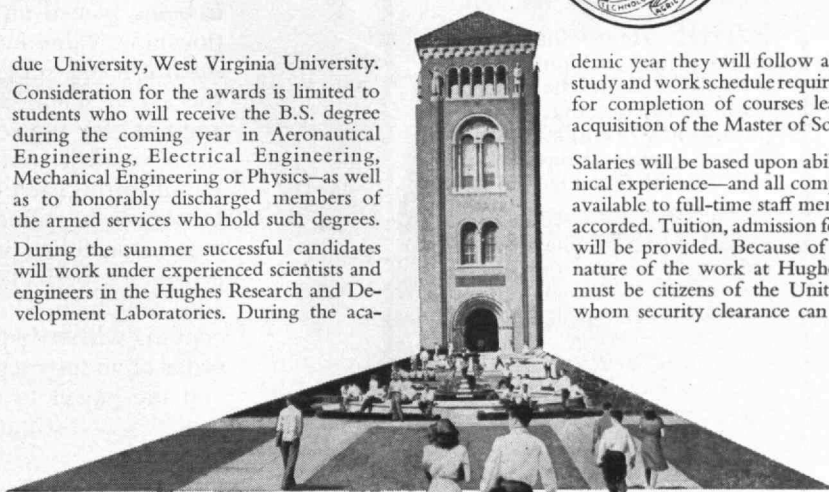 TECHNOLO
AGRIC
due University, West Virginia University.
Consideration for the awards is limited to
students who will receive the B.S. degree
during the coming year in Aeronautical
Engineering, Electrical Engineering,
Mechanical Engineering or Physics—as well
as to honorably discharged members of
the armed services who hold such degrees.
During the summer successful candidates
will work under experienced scientists and
engineers in the Hughes Research and De-
velopment Laboratories. During the aca-
demic year they will follow a
study and work schedule requir
for completion of courses le
acquisition of the Master of Sc
Salaries will be based upon abi
nical experience—and all com
available to full-time staff mer
accorded. Tuition, admission fe
will be provided. Because of
nature of the work at Hugh
must be citizens of the Unit
whom security clearance can